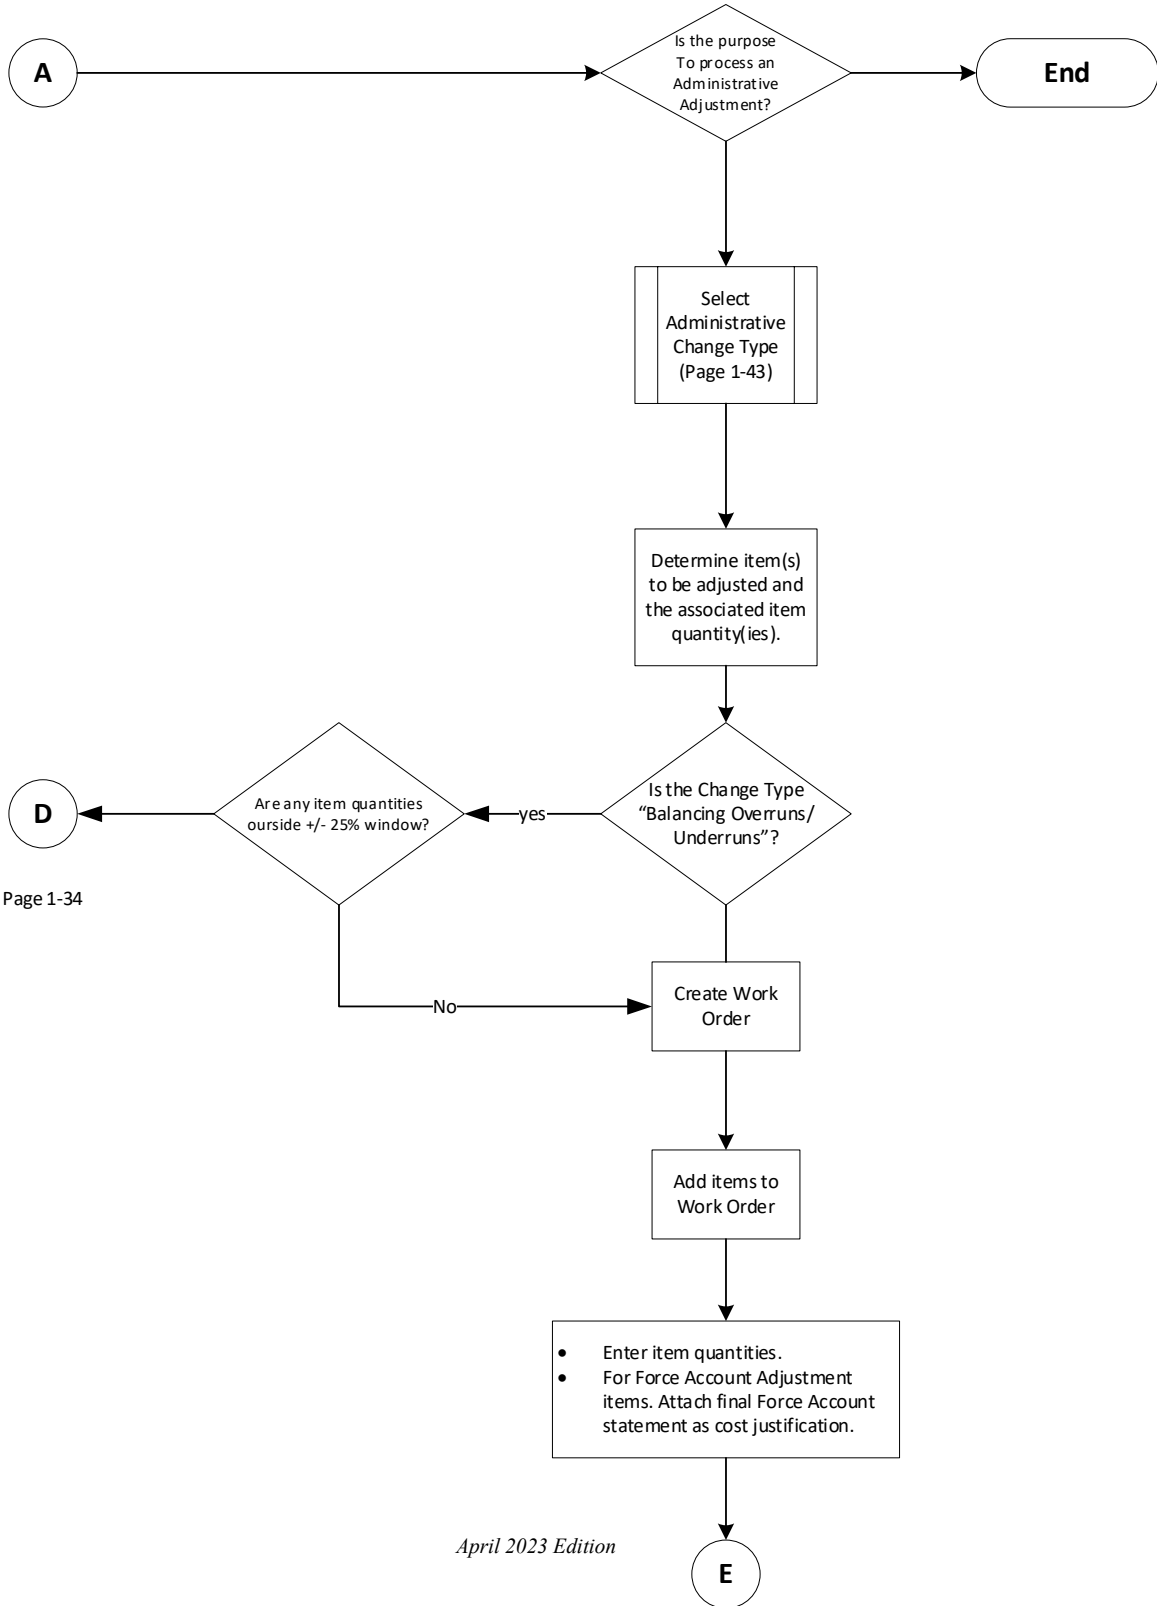 A
Is the purpose
To process an
Administrative
Adjustment?
End
Select
Administrative
Change Type
(Page 1-43)
Determine item(s)
to be adjusted and
the associated item
quantity(ies).
D
Are any item quantities
ourside +/- 25% window?
yes
Is the Change Type
“Balancing Overruns/
Underruns”?
Page 1-34
No
Create Work
Order
Add items to
Work Order
• Enter item quantities.
• For Force Account Adjustment
items. Attach final Force Account
statement as cost justification.
April 2023 Edition
E